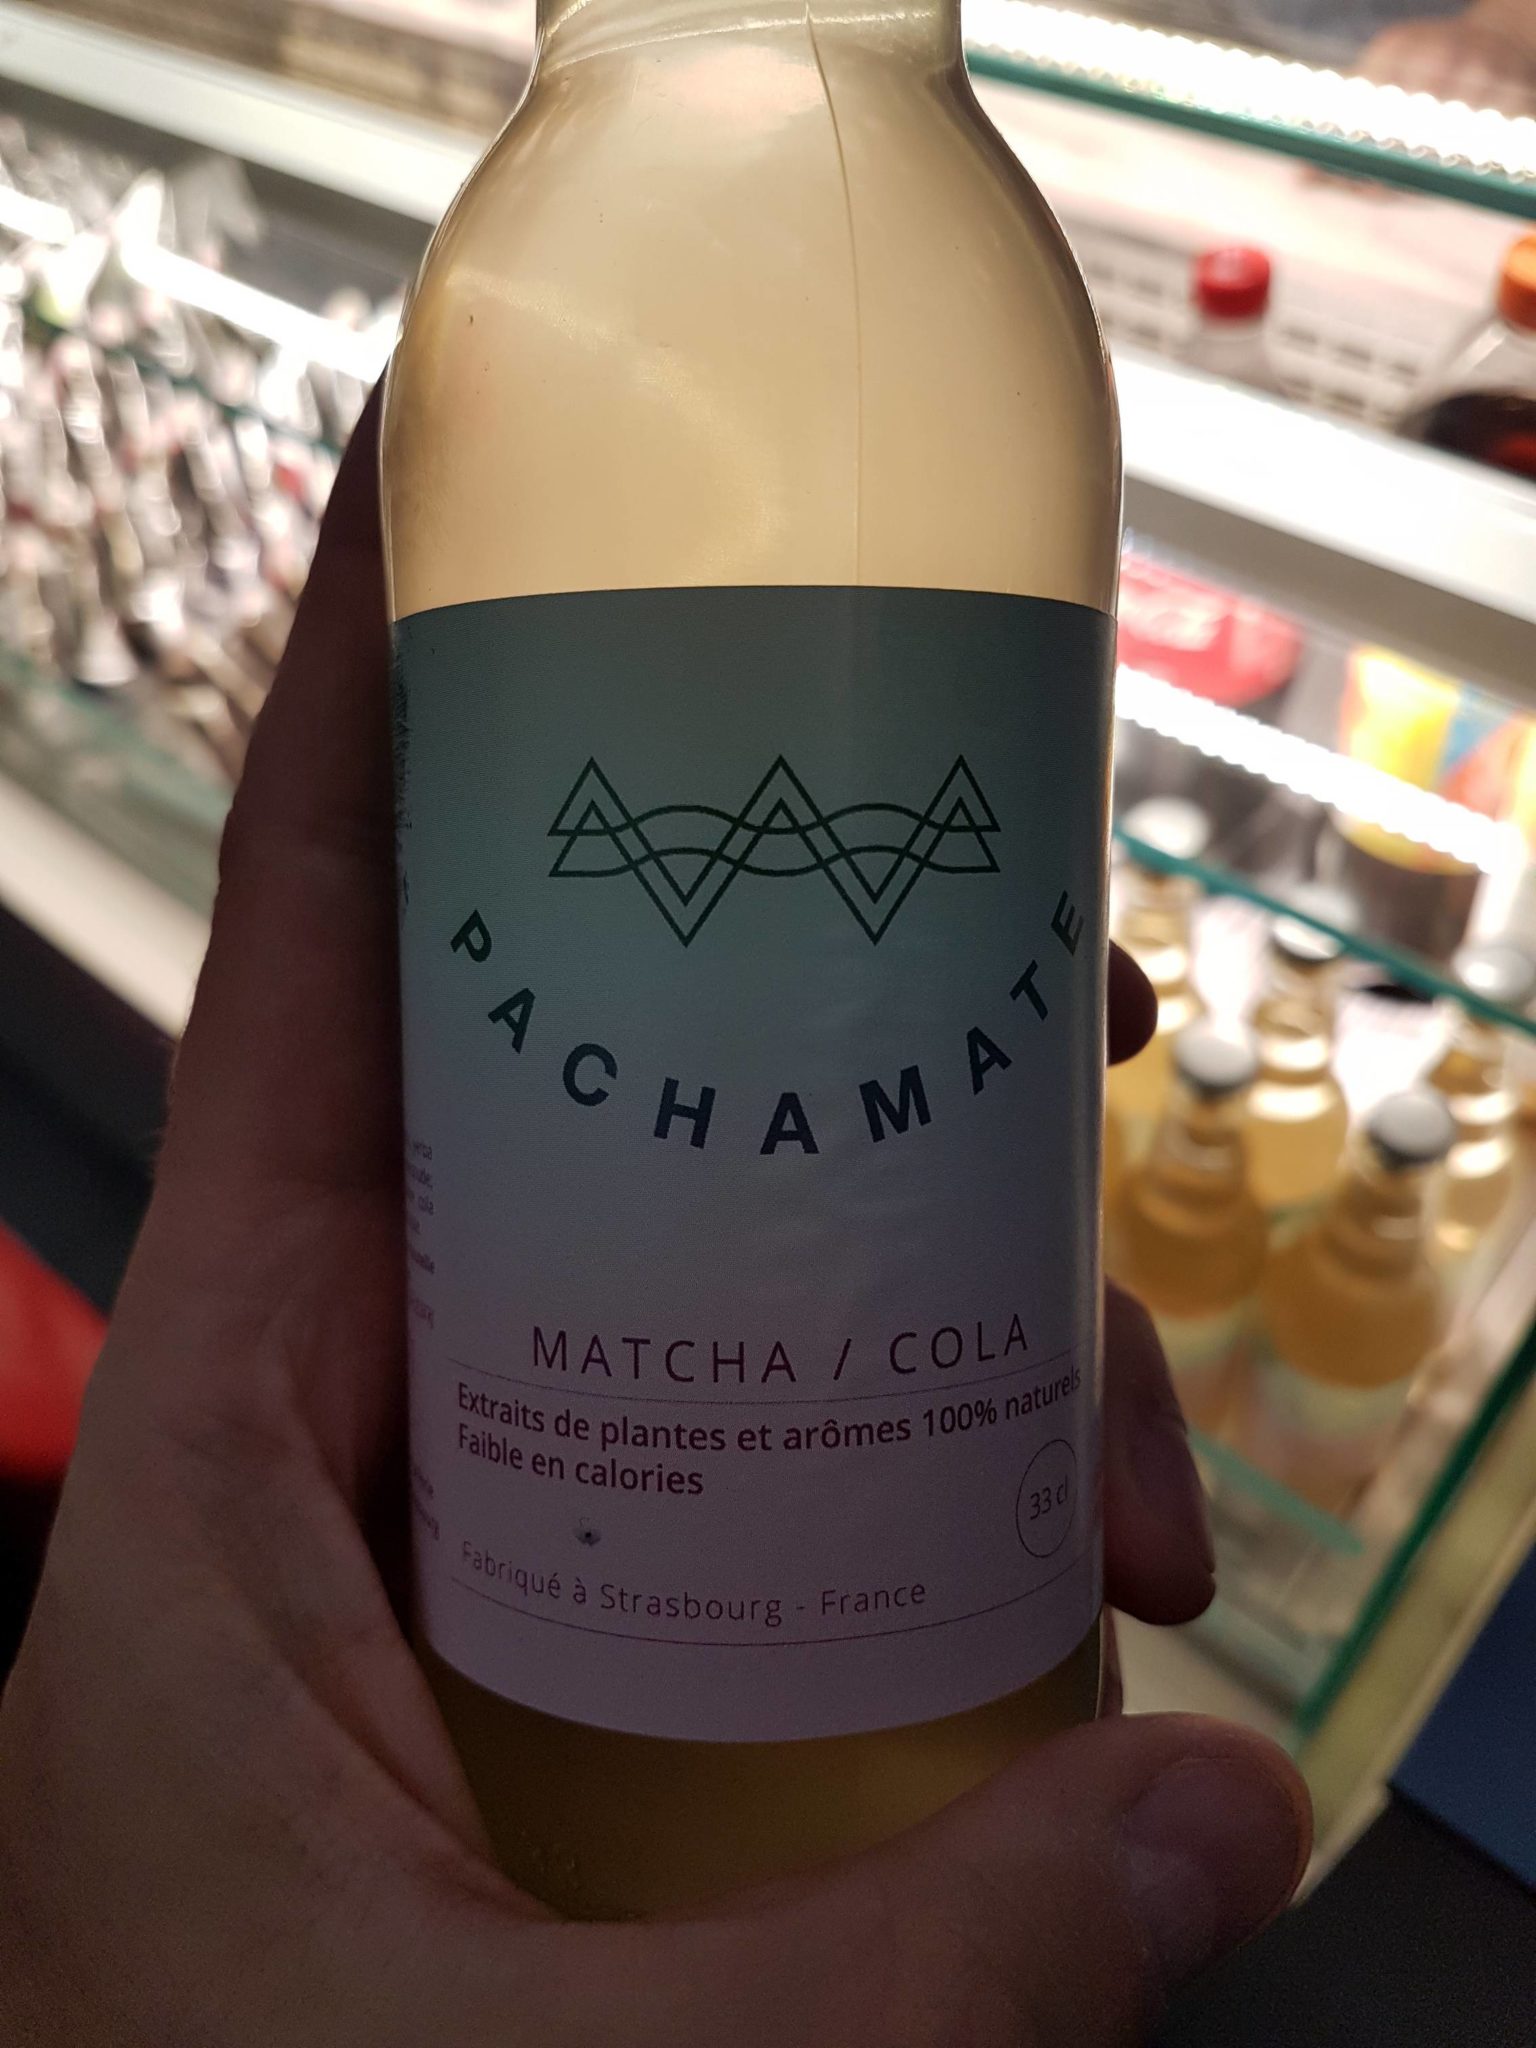 PACHAMATE
MATCHA / COLA
Extraits de plantes et arômes 100% naturels
Faible en calories
33 cl
Fabriqué à Strasbourg - France